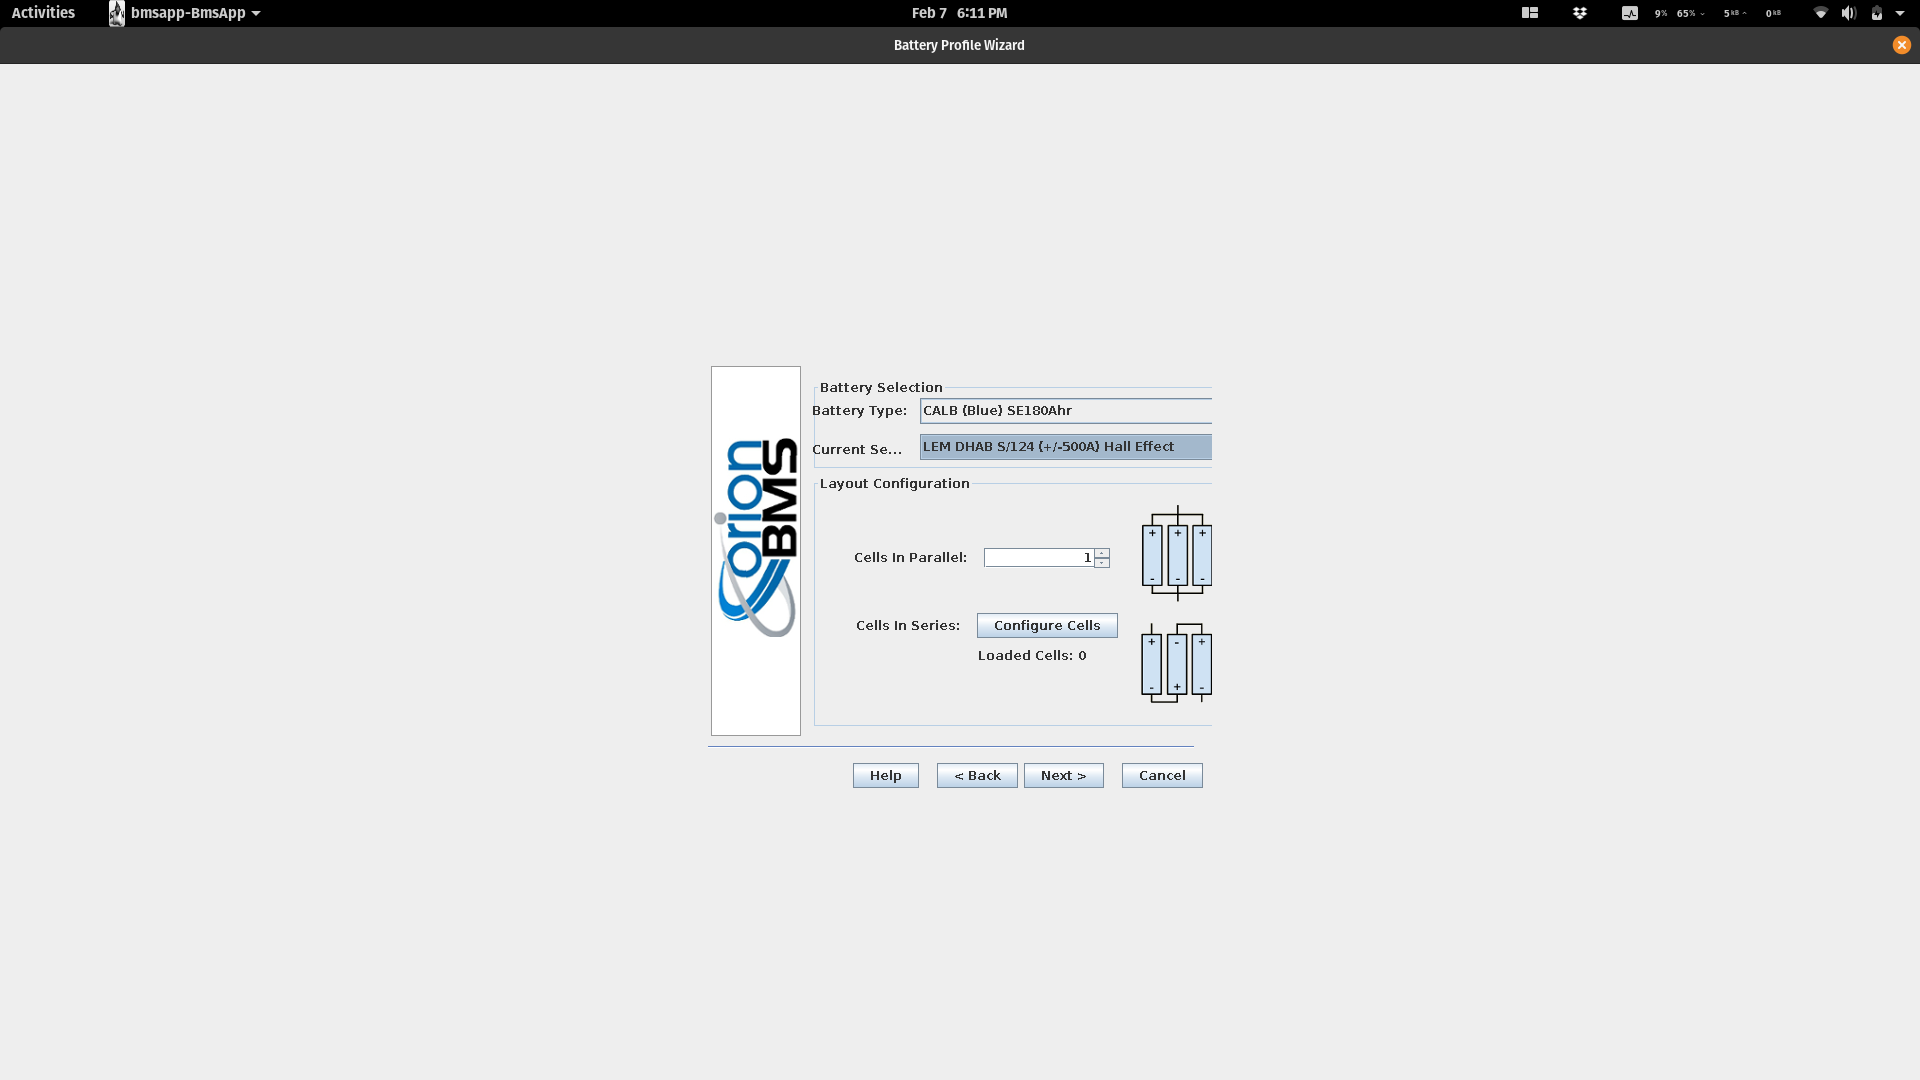 Activities bmsapp-BmsApp Feb 7 6:11 PM 9% 65% 5 kB 0 kB
Battery Profile Wizard
orion
BMS
Battery Selection
Battery Type: CALB (Blue) SE180Ahr
Current Se... LEM DHAB S/124 (+/-500A) Hall Effect
Layout Configuration
+ + +
- - -
Cells In Parallel: 1
Cells In Series: Configure Cells
+ - +
- + -
Loaded Cells: 0
Help < Back Next > Cancel